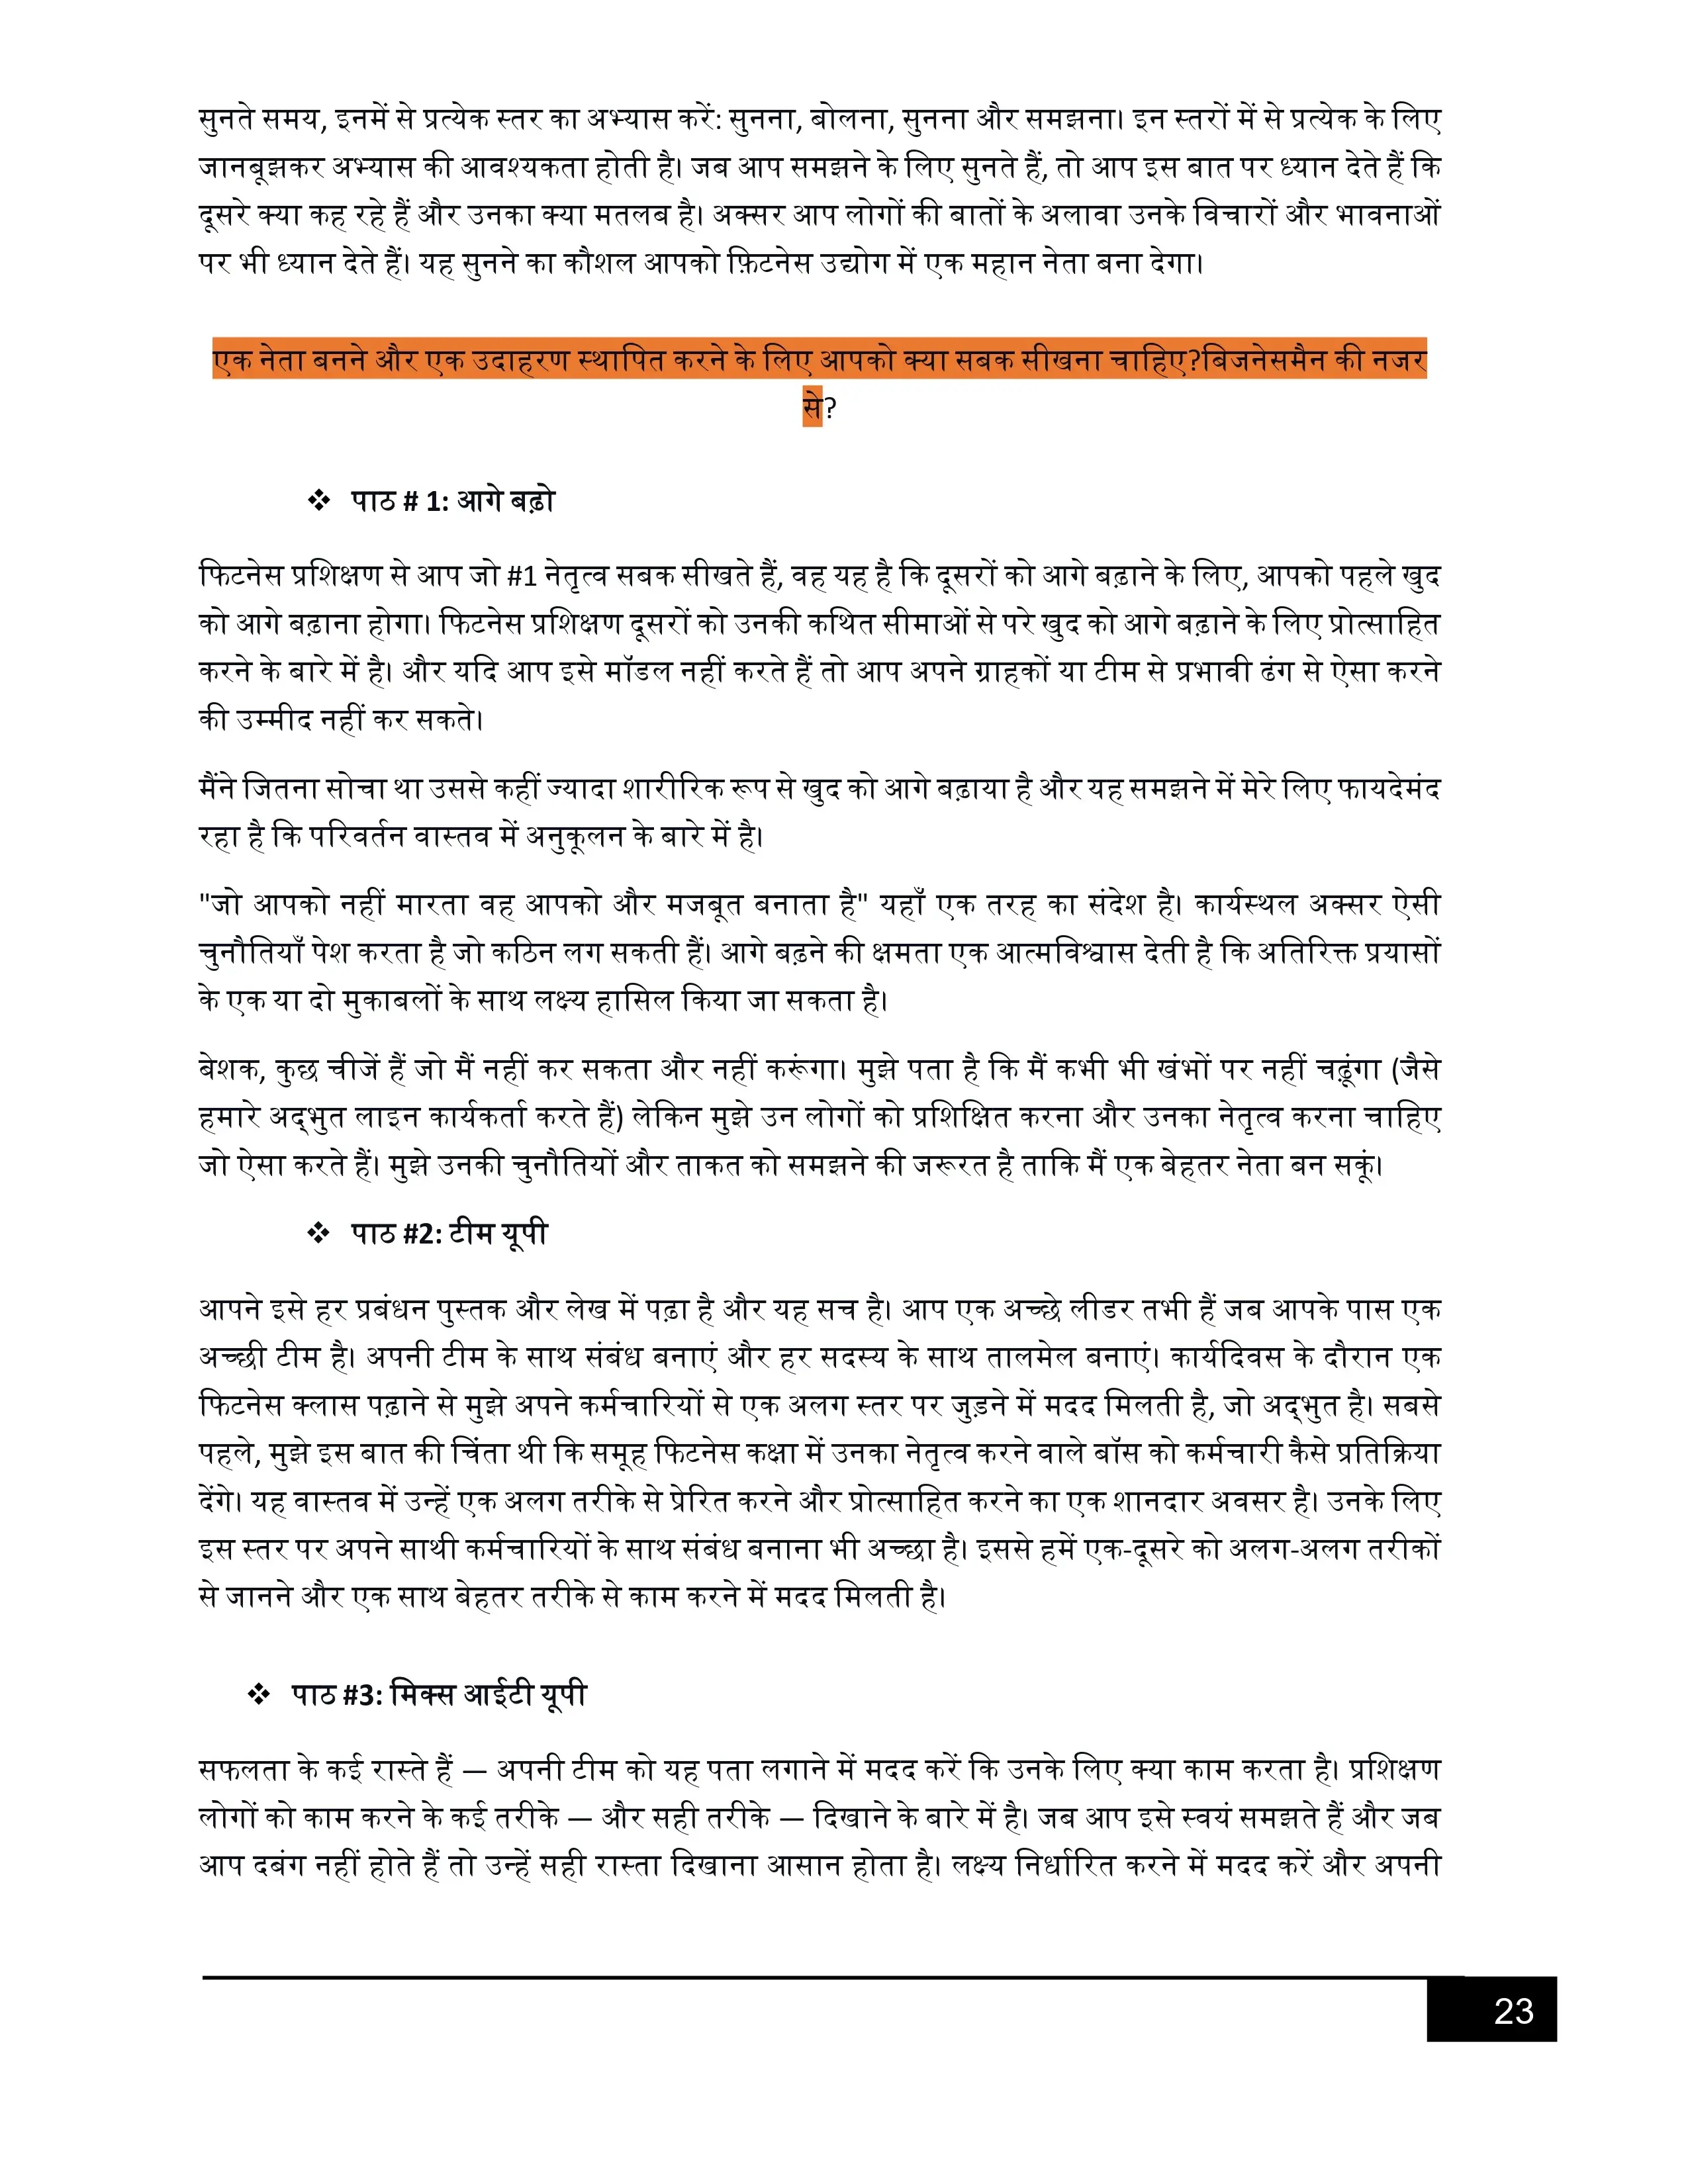 सुनते समय, इनमें से प्रत्येक स्तर का अभ्यास करें: सुनना, बोलना, सुनना और समझना। इन स्तरों में से प्रत्येक के लिए
जानबूझकर अभ्यास की आवश्यकता होती है। जब आप समझने के लिए सुनते हैं, तो आप इस बात पर ध्यान देते हैं कि
दूसरे क्या कह रहे हैं और उनका क्या मतलब है। अक्सर आप लोगों की बातों के अलावा उनके विचारों और भावनाओं
पर भी ध्यान देते हैं। यह सुनने का कौशल आपको फ़िटनेस उद्योग में एक महान नेता बना देगा।
एक नेता बनने और एक उदाहरण स्थापित करने के लिए आपको क्या सबक सीखना चाहिए?बिजनेसमैन की नजर
से?
❖ पाठ # 1: आगे बढ़ो
फिटनेस प्रशिक्षण से आप जो #1 नेतृत्व सबक सीखते हैं, वह यह है कि दूसरों को आगे बढ़ाने के लिए, आपको पहले खुद
को आगे बढ़ाना होगा। फिटनेस प्रशिक्षण दूसरों को उनकी कथित सीमाओं से परे खुद को आगे बढ़ाने के लिए प्रोत्साहित
करने के बारे में है। और यदि आप इसे मॉडल नहीं करते हैं तो आप अपने ग्राहकों या टीम से प्रभावी ढंग से ऐसा करने
की उम्मीद नहीं कर सकते।
मैंने जितना सोचा था उससे कहीं ज्यादा शारीरिक रूप से खुद को आगे बढ़ाया है और यह समझने में मेरे लिए फायदेमंद
रहा है कि परिवर्तन वास्तव में अनुकूलन के बारे में है।
"जो आपको नहीं मारता वह आपको और मजबूत बनाता है" यहाँ एक तरह का संदेश है। कार्यस्थल अक्सर ऐसी
चुनौतियाँ पेश करता है जो कठिन लग सकती हैं। आगे बढ़ने की क्षमता एक आत्मविश्वास देती है कि अतिरिक्त प्रयासों
के एक या दो मुकाबलों के साथ लक्ष्य हासिल किया जा सकता है।
बेशक, कुछ चीजें हैं जो मैं नहीं कर सकता और नहीं करूंगा। मुझे पता है कि मैं कभी भी खंभों पर नहीं चढ़ूंगा (जैसे
हमारे अद्भुत लाइन कार्यकर्ता करते हैं) लेकिन मुझे उन लोगों को प्रशिक्षित करना और उनका नेतृत्व करना चाहिए
जो ऐसा करते हैं। मुझे उनकी चुनौतियों और ताकत को समझने की जरूरत है ताकि मैं एक बेहतर नेता बन सकूं।
❖ पाठ #2: टीम यूपी
आपने इसे हर प्रबंधन पुस्तक और लेख में पढ़ा है और यह सच है। आप एक अच्छे लीडर तभी हैं जब आपके पास एक
अच्छी टीम है। अपनी टीम के साथ संबंध बनाएं और हर सदस्य के साथ तालमेल बनाएं। कार्यदिवस के दौरान एक
फिटनेस क्लास पढ़ाने से मुझे अपने कर्मचारियों से एक अलग स्तर पर जुड़ने में मदद मिलती है, जो अद्भुत है। सबसे
पहले, मुझे इस बात की चिंता थी कि समूह फिटनेस कक्षा में उनका नेतृत्व करने वाले बॉस को कर्मचारी कैसे प्रतिक्रिया
देंगे। यह वास्तव में उन्हें एक अलग तरीके से प्रेरित करने और प्रोत्साहित करने का एक शानदार अवसर है। उनके लिए
इस स्तर पर अपने साथी कर्मचारियों के साथ संबंध बनाना भी अच्छा है। इससे हमें एक-दूसरे को अलग-अलग तरीकों
से जानने और एक साथ बेहतर तरीके से काम करने में मदद मिलती है।
❖ पाठ #3: मिक्स आईटी यूपी
सफलता के कई रास्ते हैं — अपनी टीम को यह पता लगाने में मदद करें कि उनके लिए क्या काम करता है। प्रशिक्षण
लोगों को काम करने के कई तरीके — और सही तरीके — दिखाने के बारे में है। जब आप इसे स्वयं समझते हैं और जब
आप दबंग नहीं होते हैं तो उन्हें सही रास्ता दिखाना आसान होता है। लक्ष्य निर्धारित करने में मदद करें और अपनी
23